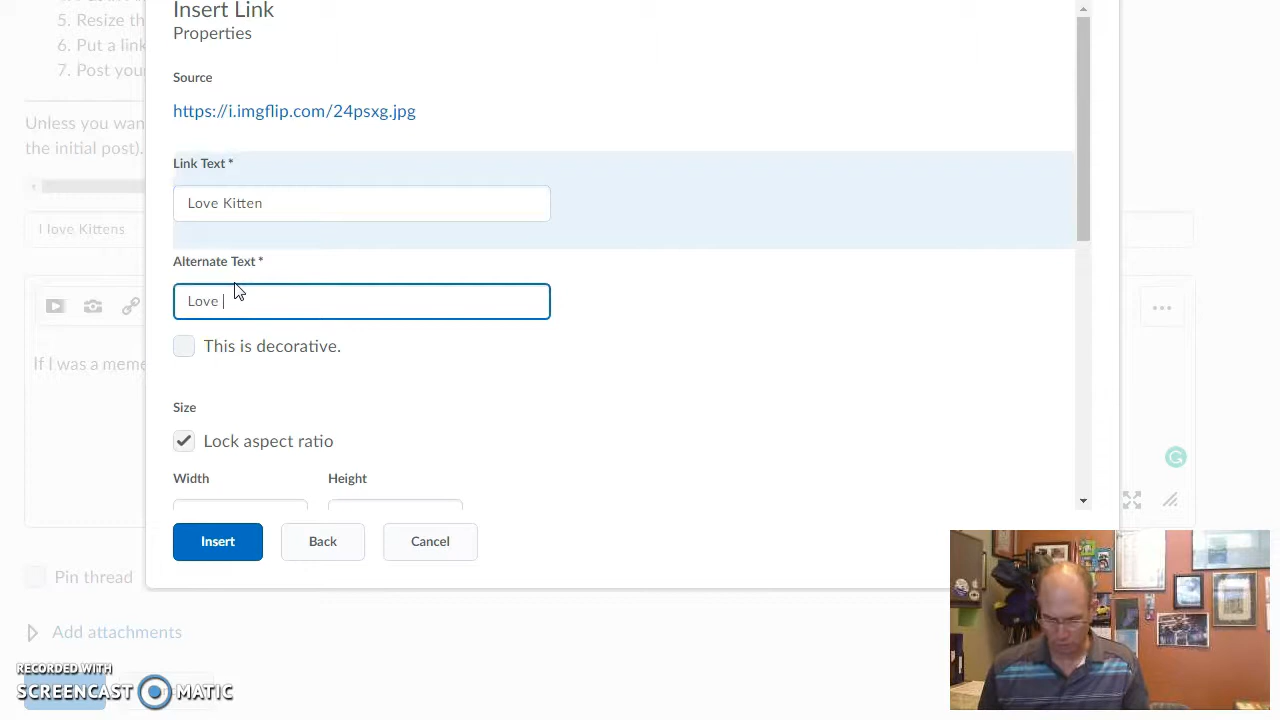 Insert Link
Properties
5. Resize th
6. Put a link
7. Post your
Source
https://i.imgflip.com/24psxg.jpg
Unless you wan
the initial post).
Link Text *
Love Kitten
I love Kittens
Alternate Text *
Love
If I was a meme
This is decorative.
Size
Lock aspect ratio
Width
Height
Insert
Back
Cancel
Pin thread
Add attachments
RECORDED WITH
SCREENCAST MATIC